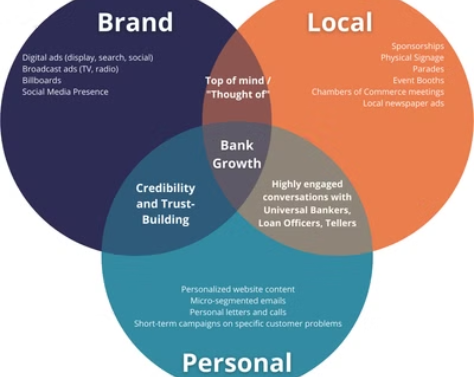 Brand
Digital ads (display, search, social)
Broadcast ads (TV, radio)
Billboards
Social Media Presence
Local
Sponsorships
Physical Signage
Parades
Event Booths
Chambers of Commerce meetings
Local newspaper ads
Top of mind /
"Thought of"
Bank
Growth
Credibility
and Trust-
Building
Highly engaged
conversations with
Universal Bankers,
Loan Officers, Tellers
Personalized website content
Micro-segmented emails
Personal letters and calls
Short-term campaigns on specific customer problems
Personal